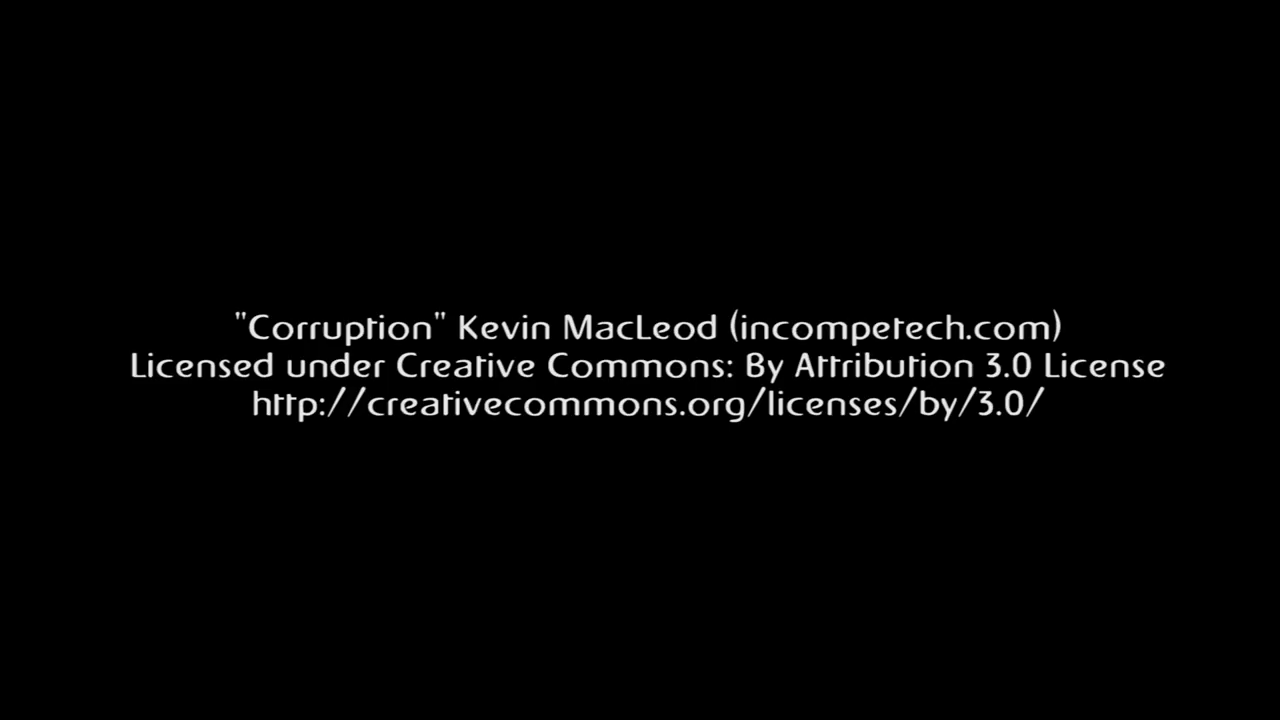 "Corruption" Kevin MacLeod (incompetech.com)
Licensed under Creative Commons: By Attribution 3.0 License
http://creativecommons.org/licenses/by/3.0/